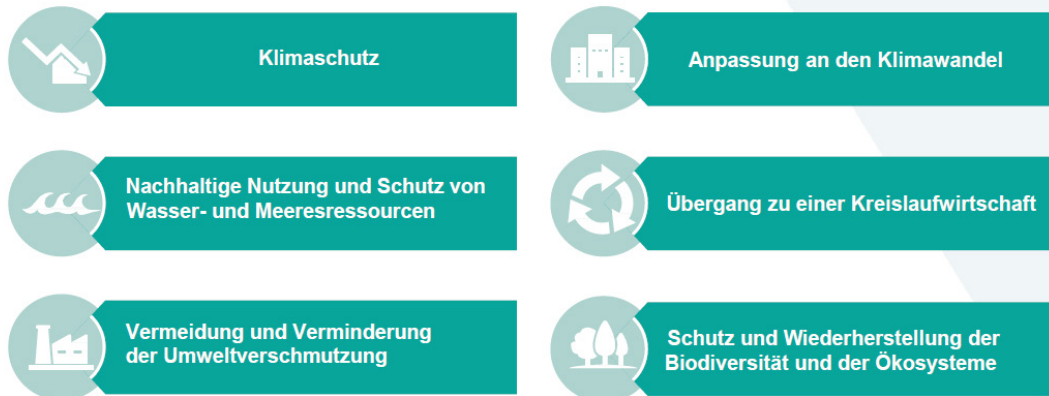 Klimaschutz
Anpassung an den Klimawandel
Nachhaltige Nutzung und Schutz von
Wasser- und Meeresressourcen
Übergang zu einer Kreislaufwirtschaft
Vermeidung und Verminderung
der Umweltverschmutzung
Schutz und Wiederherstellung der
Biodiversität und der Ökosysteme